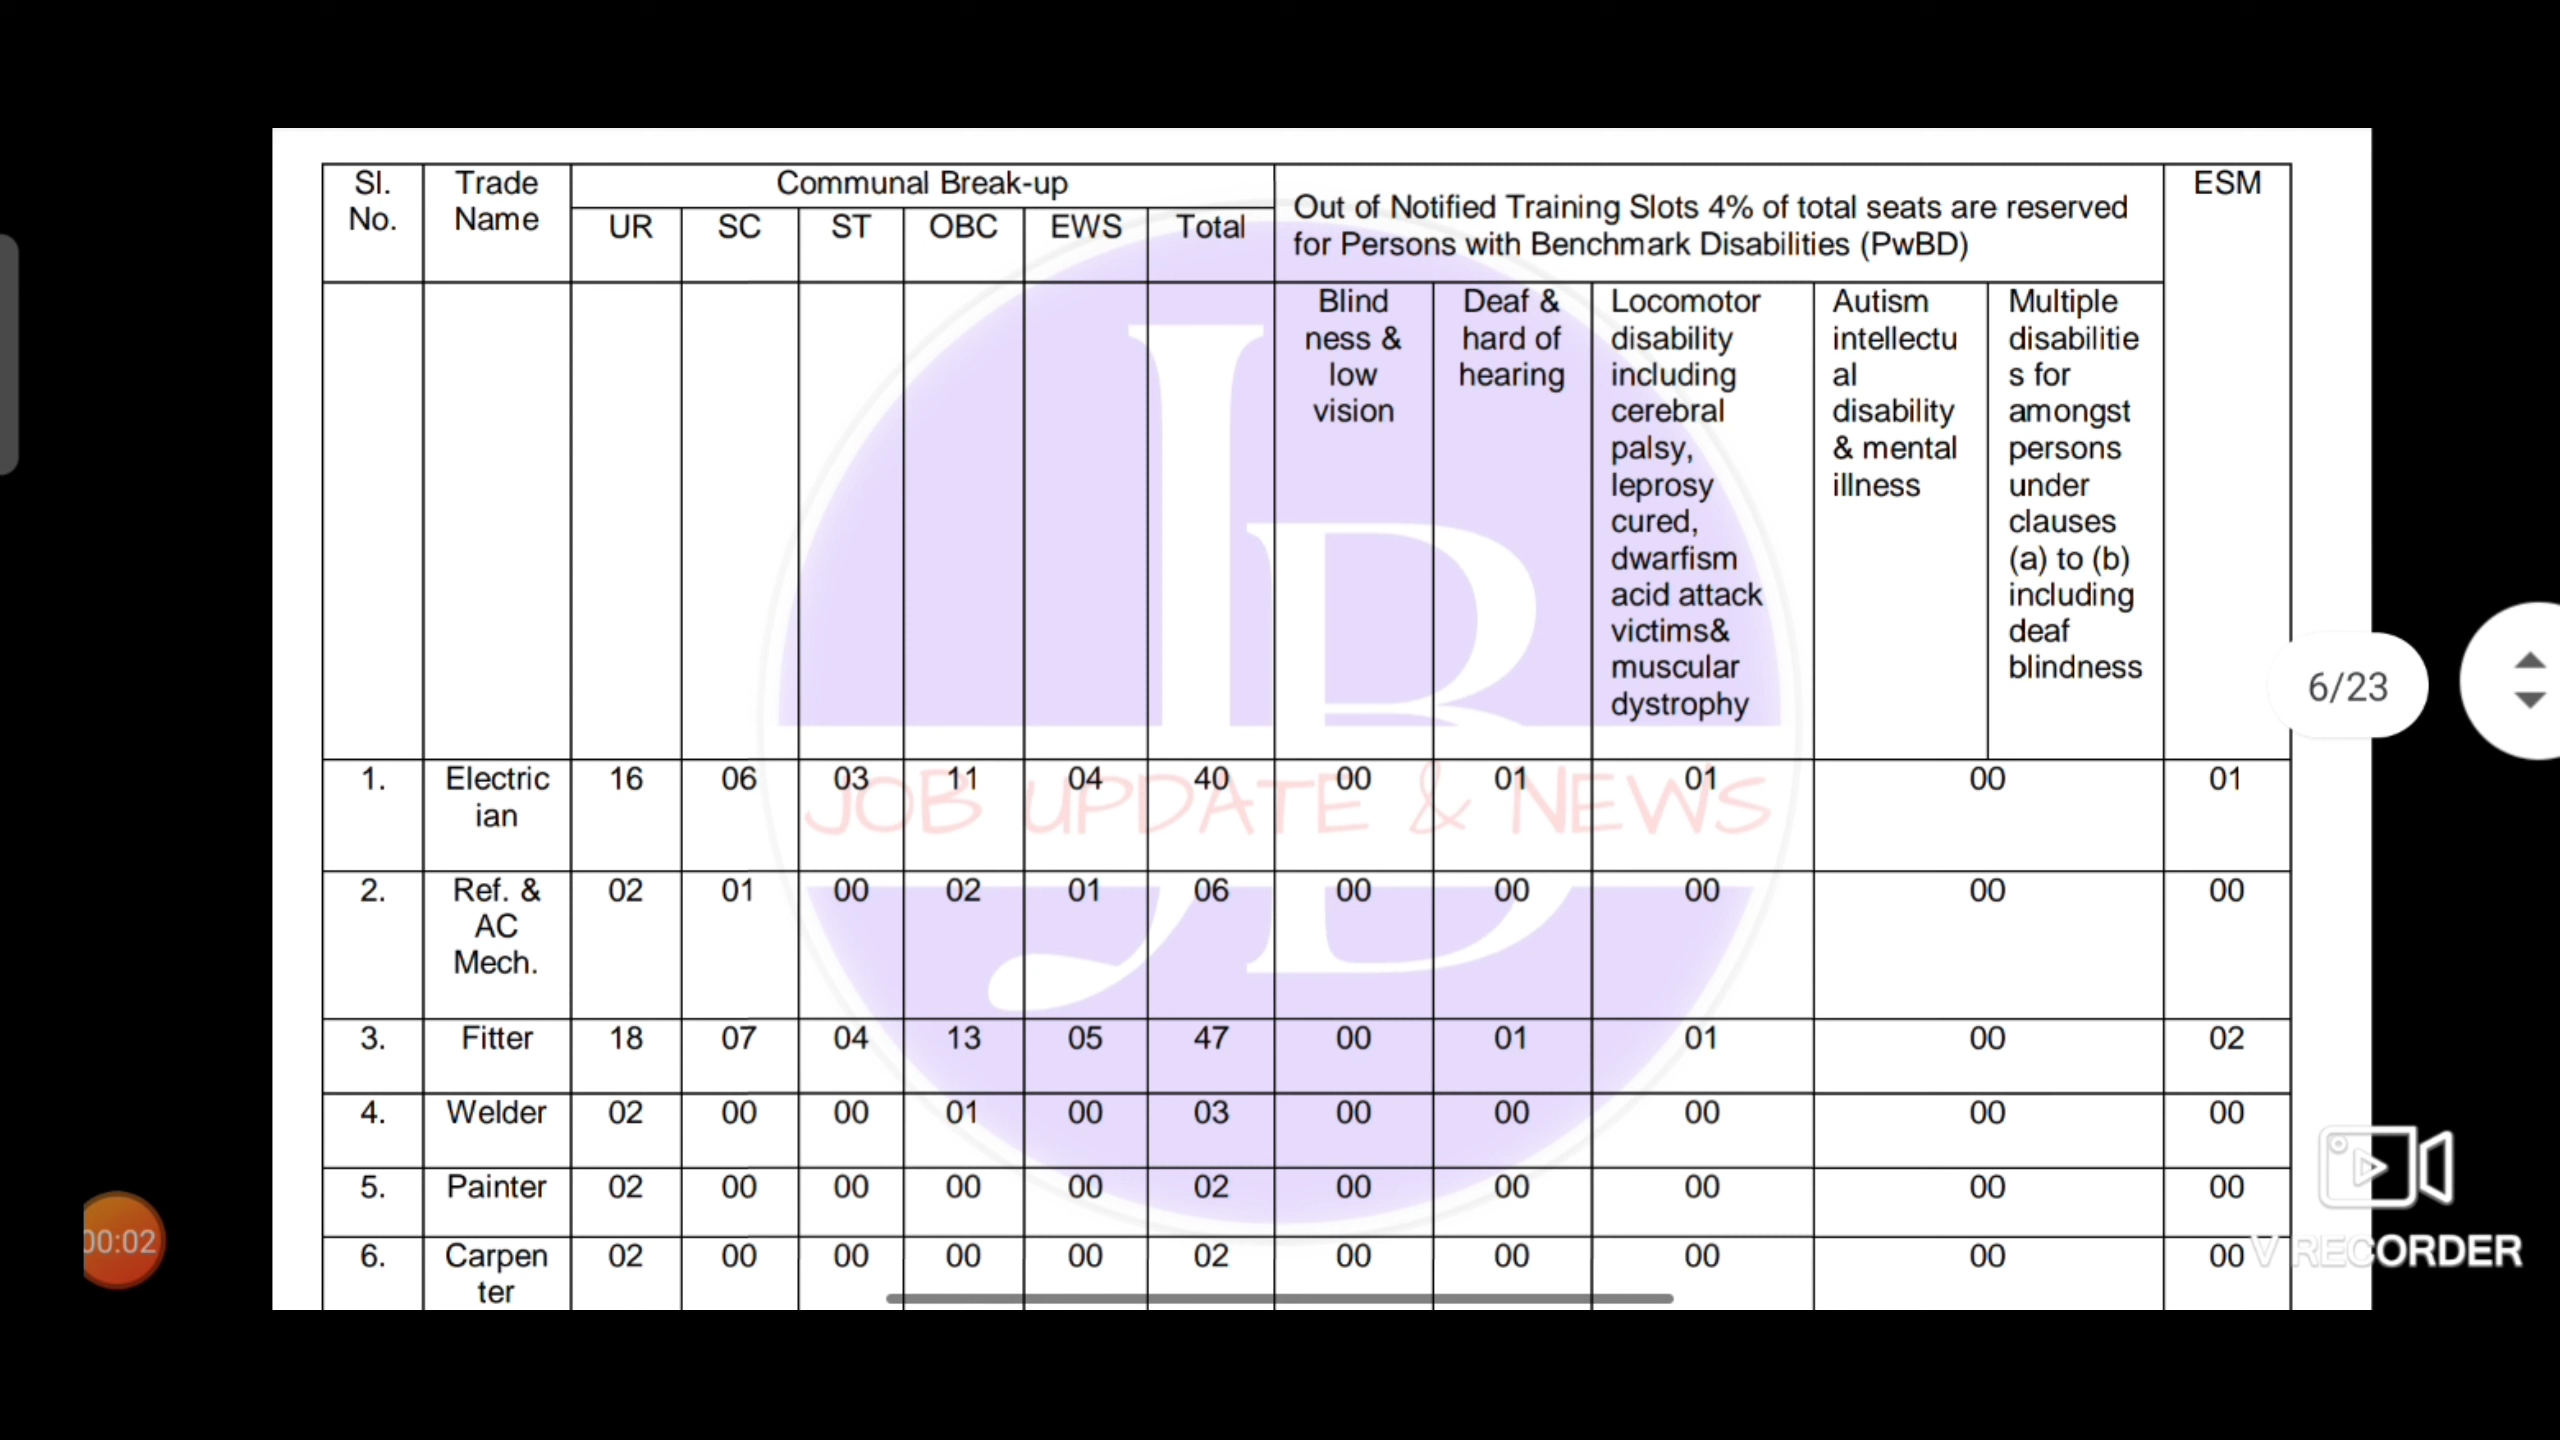 Sl. No. Trade Name Communal Break-up Out of Notified Training Slots 4% of total seats are reserved for Persons with Benchmark Disabilities (PwBD) ESM
UR SC ST OBC EWS Total
Blind
ness &
low
vision
Deaf &
hard of
hearing
Locomotor
disability
including
cerebral
palsy,
leprosy
cured,
dwarfism
acid attack
victims&
muscular
dystrophy
Autism
intellectu
al
disability
& mental
illness
Multiple
disabilitie
s for
amongst
persons
under
clauses
(a) to (b)
including
deaf
blindness
6/23
1. Electric 16 06 03 11 04 40 00 01 01 00 01
ian
JOB UPDATE & NEWS
2. Ref. & 02 01 00 02 01 06 00 00 00 00 00
AC
Mech.
3. Fitter 18 07 04 13 05 47 00 01 01 00 02
4. Welder 02 00 00 01 00 03 00 00 00 00 00
5. Painter 02 00 00 00 00 02 00 00 00 00 00
6. Carpen 02 00 00 00 00 02 00 00 00 00 00
ter
00:02
V RECORDER
JB